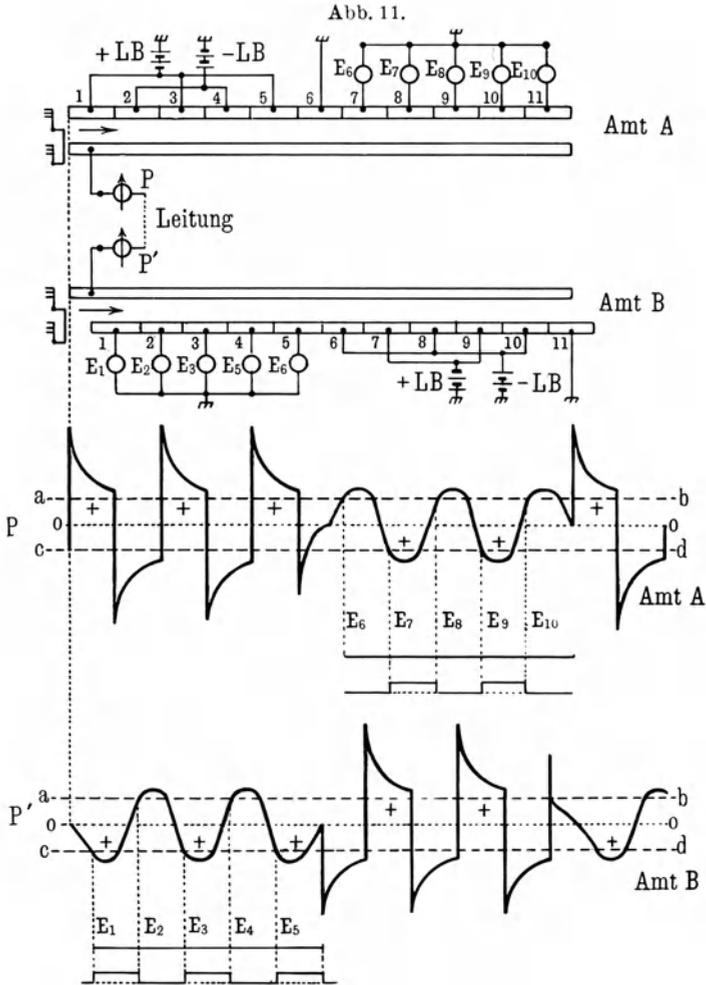 Abb. 11.
+ LB - LB
E6 E7 E8 E9 E10
1 2 3 4 5 6 7 8 9 10 11
Amt A
P
Leitung
P'
Amt B
1 2 3 4 5 6 7 8 9 10 11
E1 E2 E3 E5 E6
+ LB - LB
a + + + + b
P o o
c + + d
Amt A
E6 E7 E8 E9 E10
a + + b
P' o o
c + + + + d
Amt B
E1 E2 E3 E4 E5